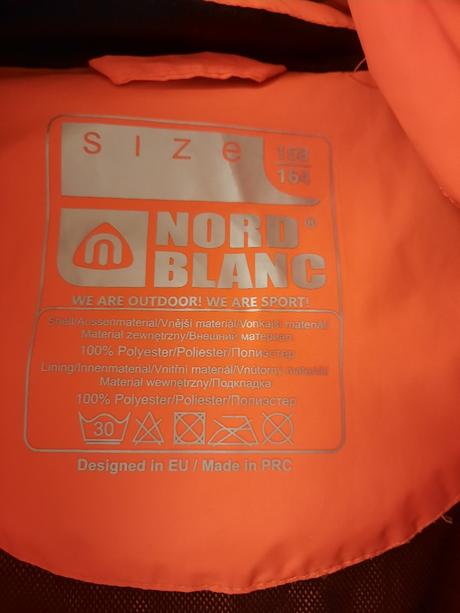 Size 158
164
NORD®
BLANC
WE ARE OUTDOOR! WE ARE SPORT!
Shell/Aussenmaterial/Vnější materiál/Vonkajší materiál/
Materiał zewnętrzny/Внешний материал
100% Polyester/Poliester/Полиэстер
Lining/Innenmaterial/Vnitřní materiál/Vnútorný materiál/
Materiał wewnętrzny/Подкладка
100% Polyester/Poliester/Полиэстер
30
Designed in EU / Made in PRC